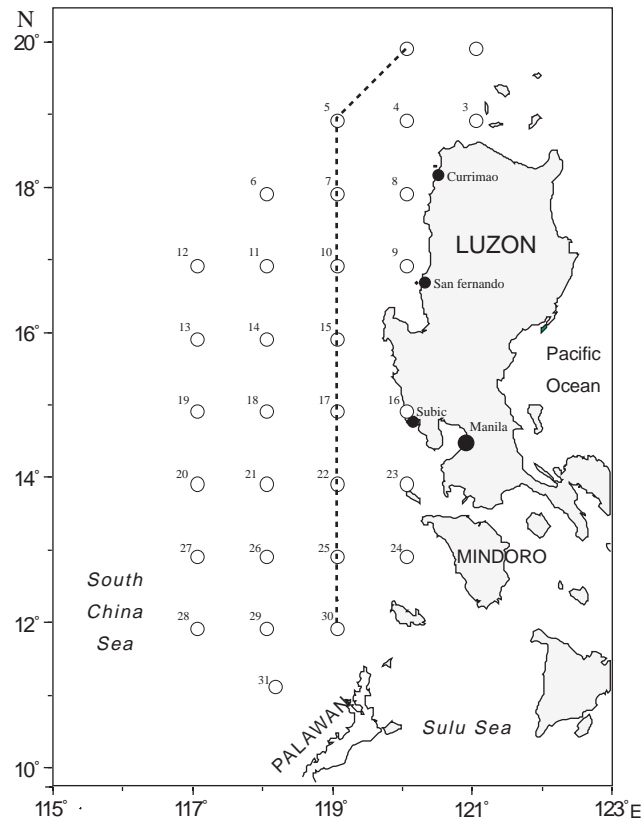 N
20°
5
4
3
18°
6
7
8
Currimao
LUZON
12
11
10
9
San fernando
16°
13
14
15
Pacific
Ocean
19
18
17
16
Subic
Manila
14°
20
21
22
23
27
26
25
24
MINDORO
South
China
Sea
12°
28
29
30
31
PALAWAN
Sulu Sea
10°
115°
117°
119°
121°
123°
E